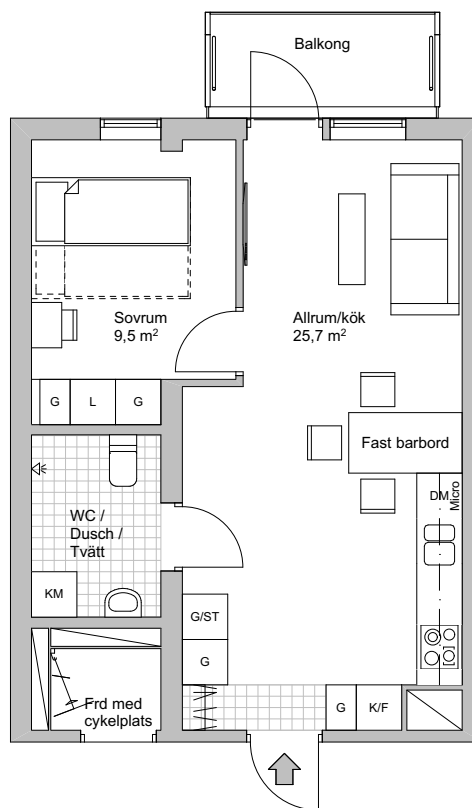 Balkong
Sovrum
9,5 m²
Allrum/kök
25,7 m²
G
L
G
Fast barbord
DM
Micro
WC /
Dusch /
Tvätt
KM
G/ST
G
Frd med
cykelplats
G
K/F